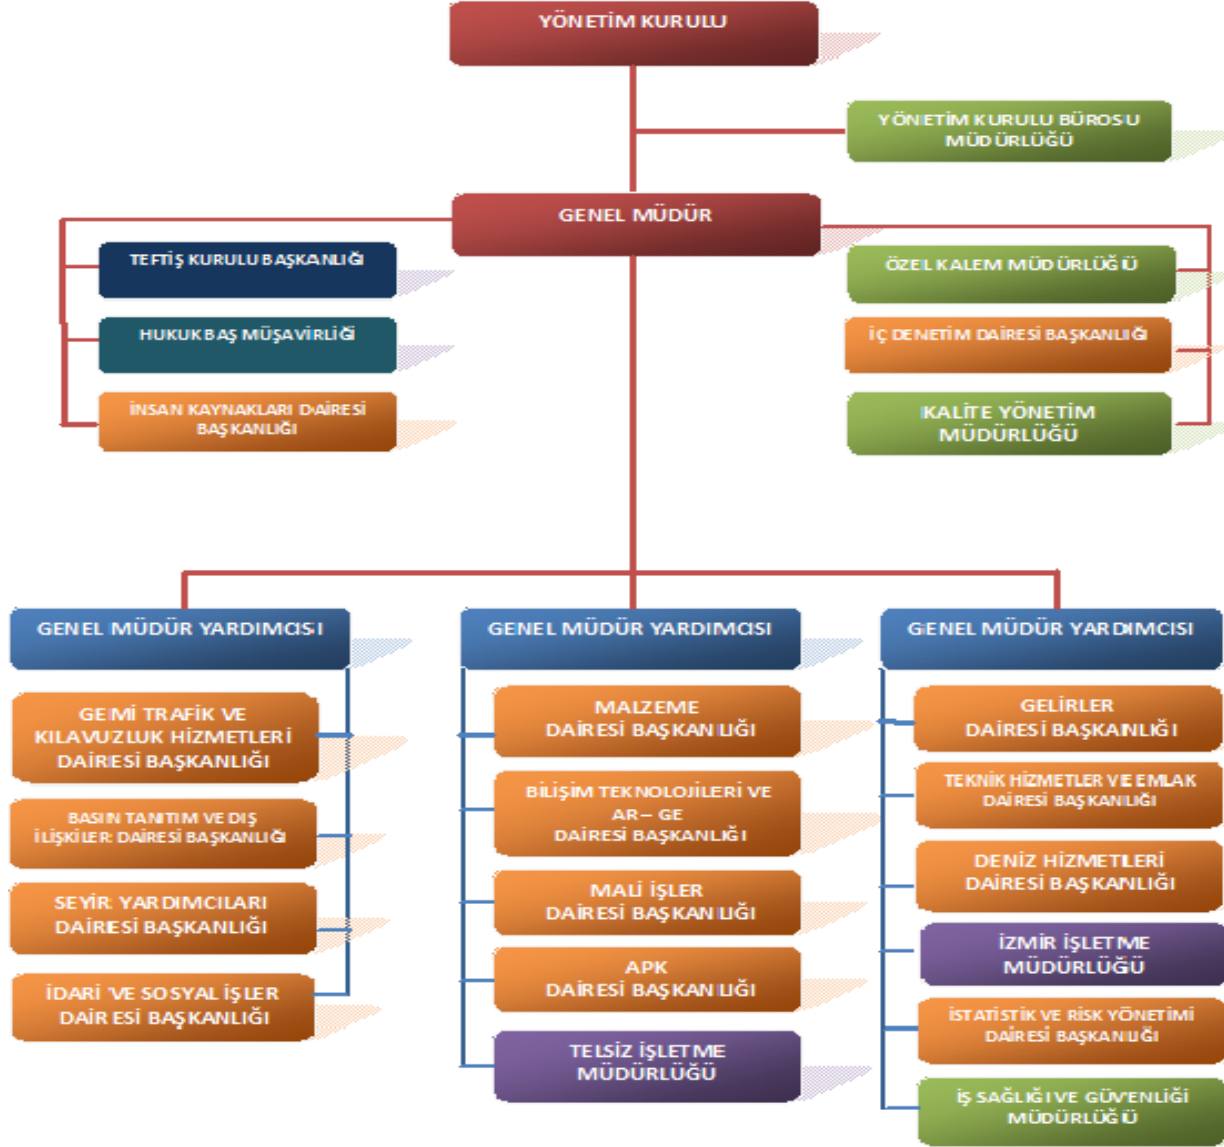 YÖNETİM KURULU
YÖNETİM KURULU BÜROSU
MÜDÜRLÜĞÜ
GENEL MÜDÜR
TEFTİŞ KURULU BAŞKANLIĞI
HUKUK BAŞ MÜŞAVİRLİĞİ
İNSAN KAYNAKLARI DAİRESİ
BAŞKANLIĞI
ÖZEL KALEM MÜDÜRLÜĞÜ
İÇ DENETİM DAİRESİ BAŞKANLIĞI
KALİTE YÖNETİM
MÜDÜRLÜĞÜ
GENEL MÜDÜR YARDIMCISI
GEMİ TRAFİK VE
KILAVUZLUK HİZMETLERİ
DAİRESİ BAŞKANLIĞI
BASIN TANITIM VE DIŞ
İLİŞKİLER DAİRESİ BAŞKANLIĞI
SEYİR YARDIMCILARI
DAİRESİ BAŞKANLIĞI
İDARİ VE SOSYAL İŞLER
DAİRESİ BAŞKANLIĞI
GENEL MÜDÜR YARDIMCISI
MALZEME
DAİRESİ BAŞKANLIĞI
BİLİŞİM TEKNOLOJİLERİ VE
AR – GE
DAİRESİ BAŞKANLIĞI
MALİ İŞLER
DAİRESİ BAŞKANLIĞI
APK
DAİRESİ BAŞKANLIĞI
TELSİZ İŞLETME
MÜDÜRLÜĞÜ
GENEL MÜDÜR YARDIMCISI
GELİRLER
DAİRESİ BAŞKANLIĞI
TEKNİK HİZMETLER VE EMLAK
DAİRESİ BAŞKANLIĞI
DENİZ HİZMETLERİ
DAİRESİ BAŞKANLIĞI
İZMİR İŞLETME
MÜDÜRLÜĞÜ
İSTATİSTİK VE RİSK YÖNETİMİ
DAİRESİ BAŞKANLIĞI
İŞ SAĞLIĞI VE GÜVENLİĞİ
MÜDÜRLÜĞÜ